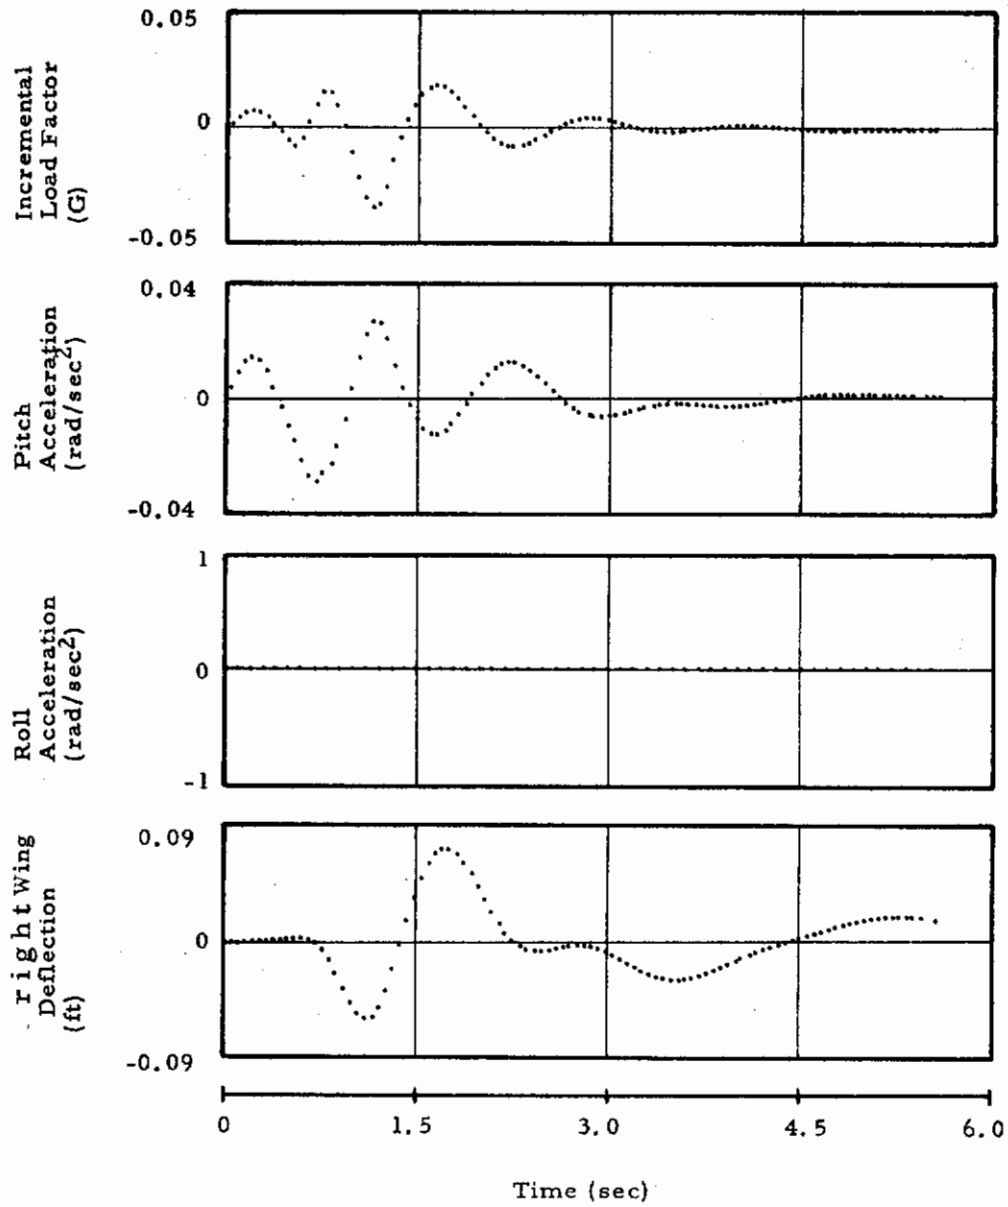 0.05
Incremental
Load Factor
(G)
0
-0.05
0.04
Pitch
Acceleration
(rad/sec2)
0
-0.04
1
Roll
Acceleration
(rad/sec2)
0
-1
0.09
right Wing
Deflection
(ft)
0
-0.09
0 1.5 3.0 4.5 6.0
Time (sec)